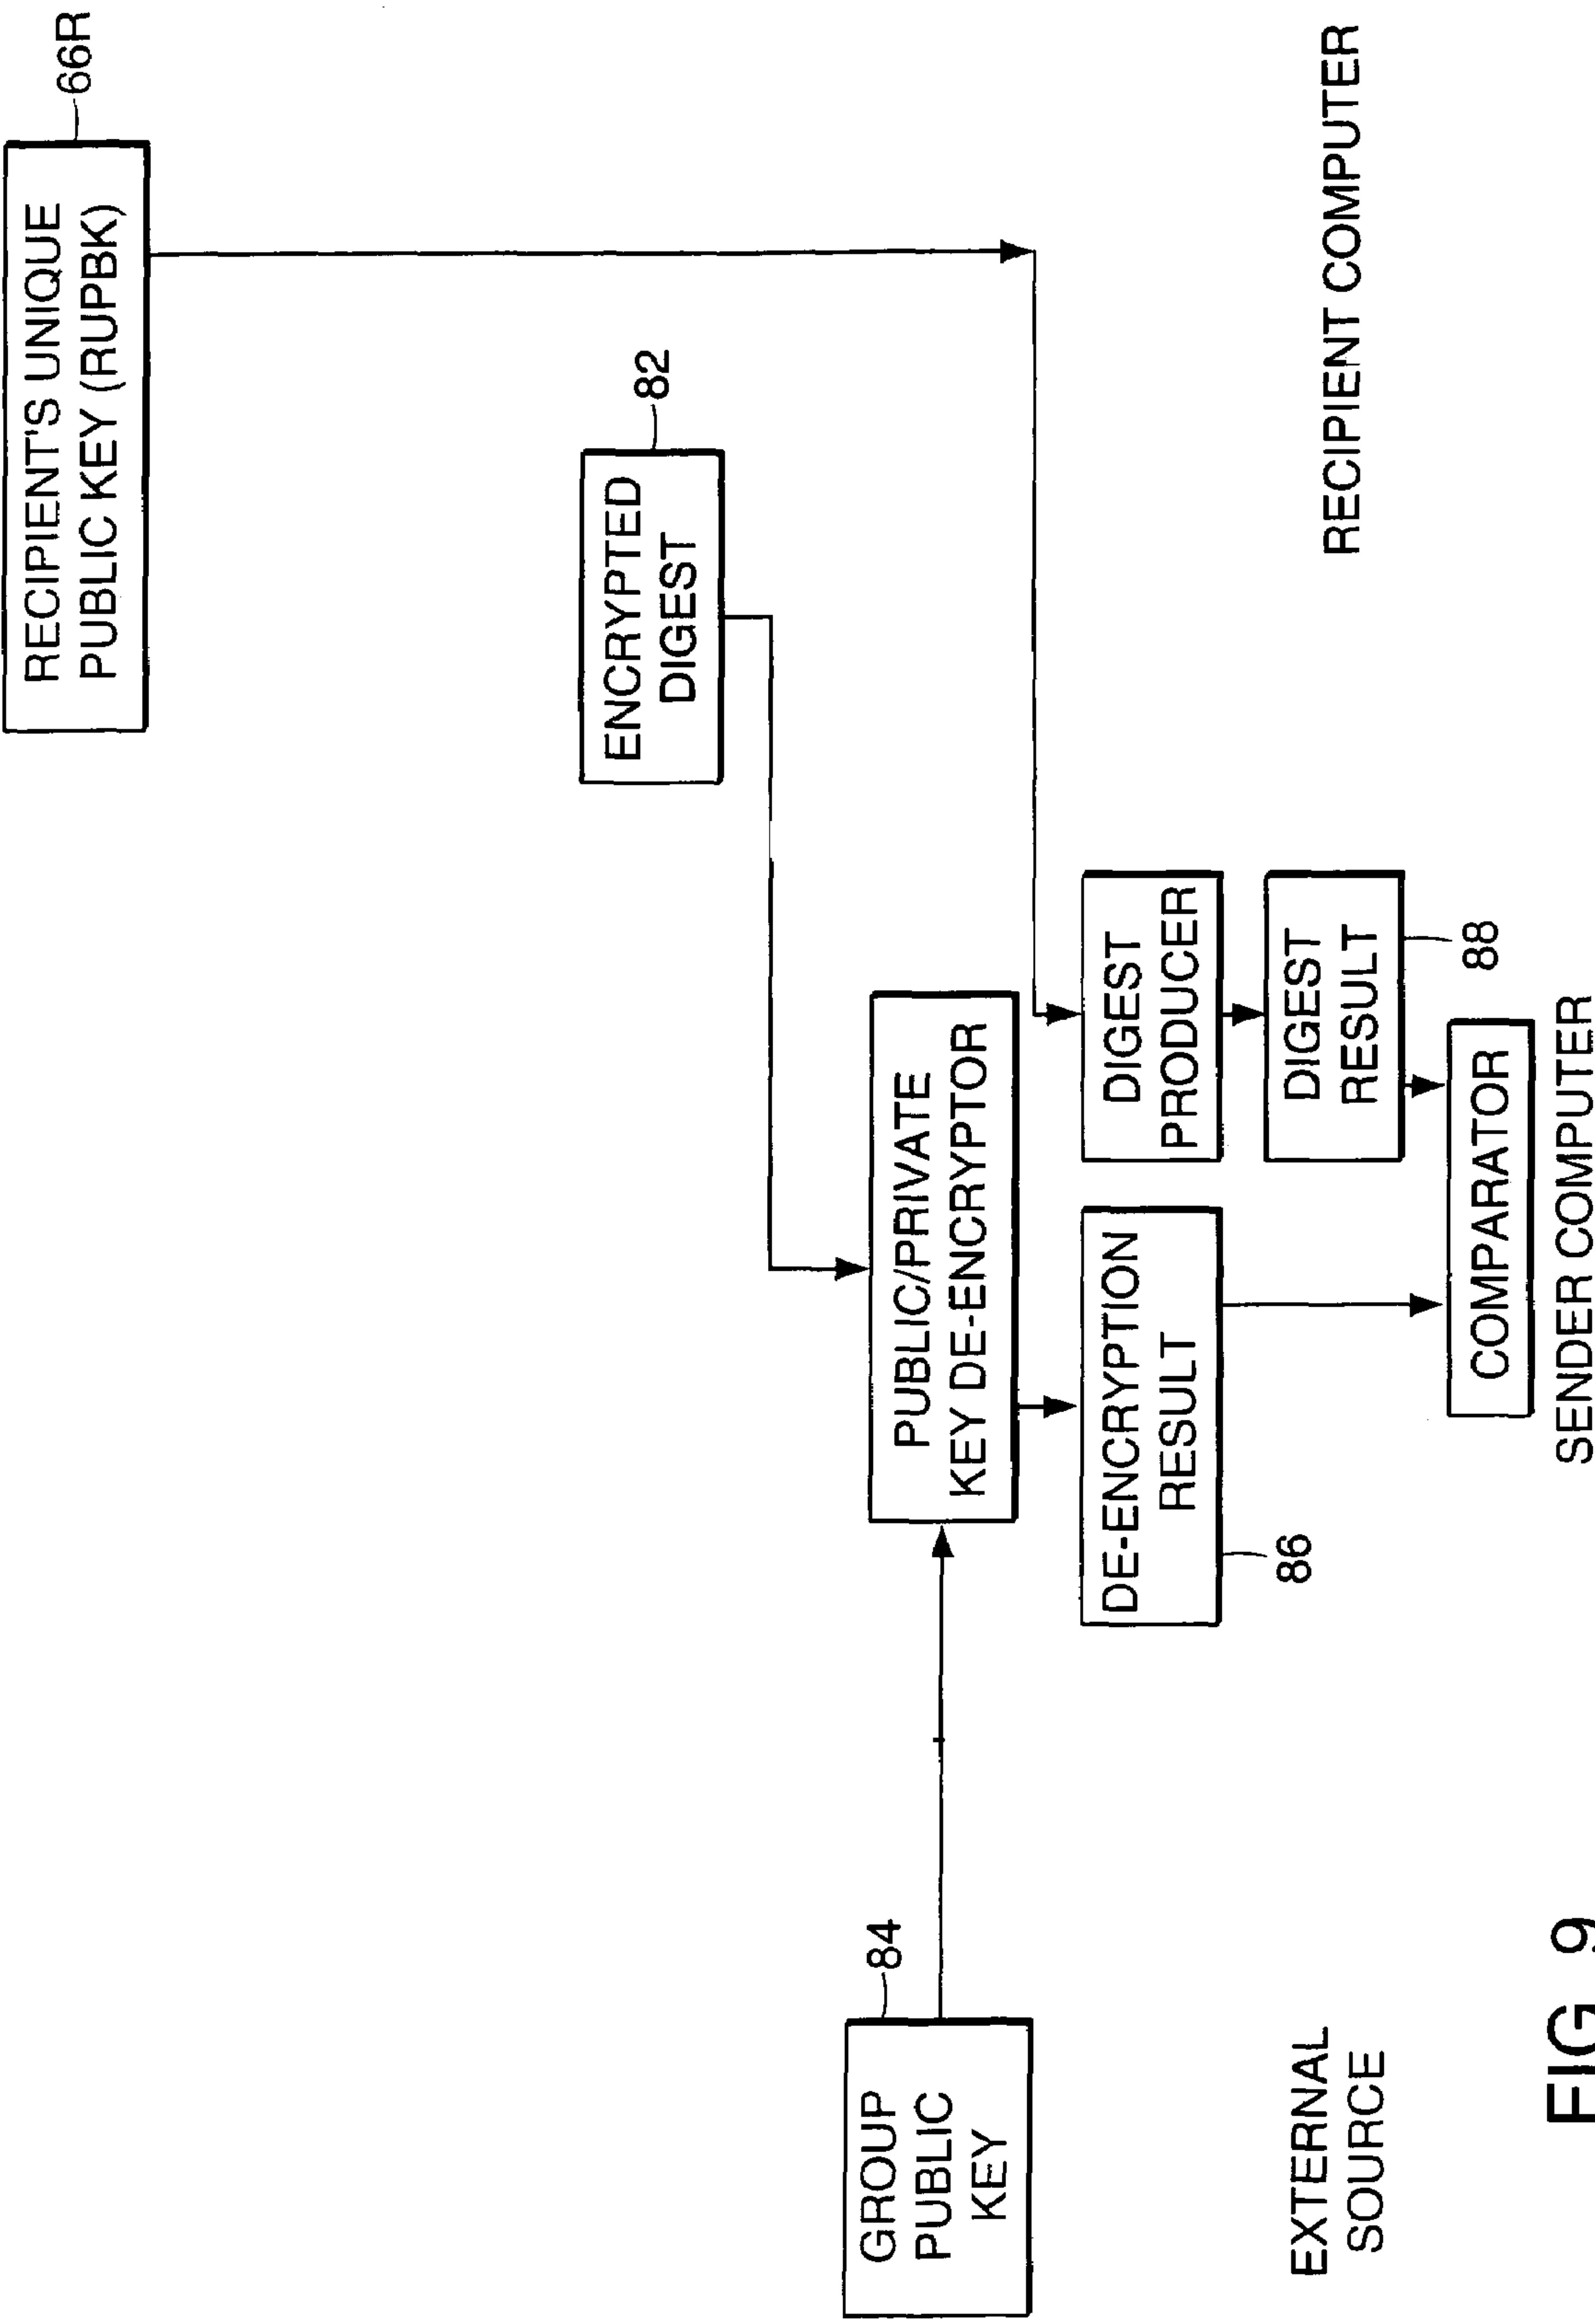 RECIPIENT'S UNIQUE
PUBLIC KEY (RUPBK)
66R
ENCRYPTED
DIGEST
82
GROUP
PUBLIC
KEY
84
PUBLIC/PRIVATE
KEY DE-ENCRYPTOR
DE-ENCRYPTION
RESULT
86
DIGEST
PRODUCER
DIGEST
RESULT
88
COMPARATOR
EXTERNAL
SOURCE
SENDER COMPUTER
RECIPIENT COMPUTER
FIG. 9